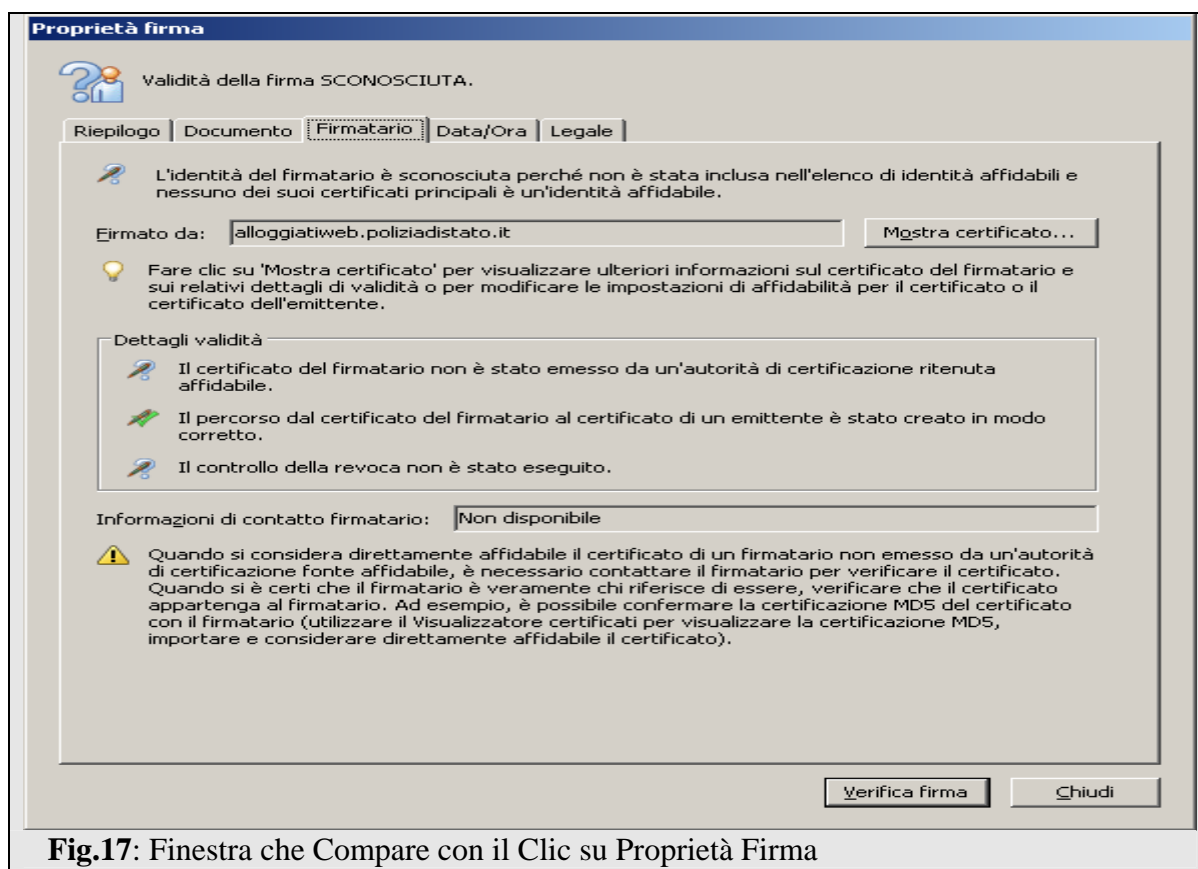 Proprietà firma
Validità della firma SCONOSCIUTA.
Riepilogo Documento Firmatario Data/Ora Legale
L'identità del firmatario è sconosciuta perché non è stata inclusa nell'elenco di identità affidabili e
nessuno dei suoi certificati principali è un'identità affidabile.
Firmato da: alloggiatiweb.poliziadistato.it Mostra certificato...
Fare clic su 'Mostra certificato' per visualizzare ulteriori informazioni sul certificato del firmatario e
sui relativi dettagli di validità o per modificare le impostazioni di affidabilità per il certificato o il
certificato dell'emittente.
Dettagli validità
Il certificato del firmatario non è stato emesso da un'autorità di certificazione ritenuta
affidabile.
Il percorso dal certificato del firmatario al certificato di un emittente è stato creato in modo
corretto.
Il controllo della revoca non è stato eseguito.
Informazioni di contatto firmatario: Non disponibile
Quando si considera direttamente affidabile il certificato di un firmatario non emesso da un'autorità
di certificazione fonte affidabile, è necessario contattare il firmatario per verificare il certificato.
Quando si è certi che il firmatario è veramente chi riferisce di essere, verificare che il certificato
appartenga al firmatario. Ad esempio, è possibile confermare la certificazione MD5 del certificato
con il firmatario (utilizzare il Visualizzatore certificati per visualizzare la certificazione MD5,
importare e considerare direttamente affidabile il certificato).
Verifica firma Chiudi
Fig.17: Finestra che Compare con il Clic su Proprietà Firma